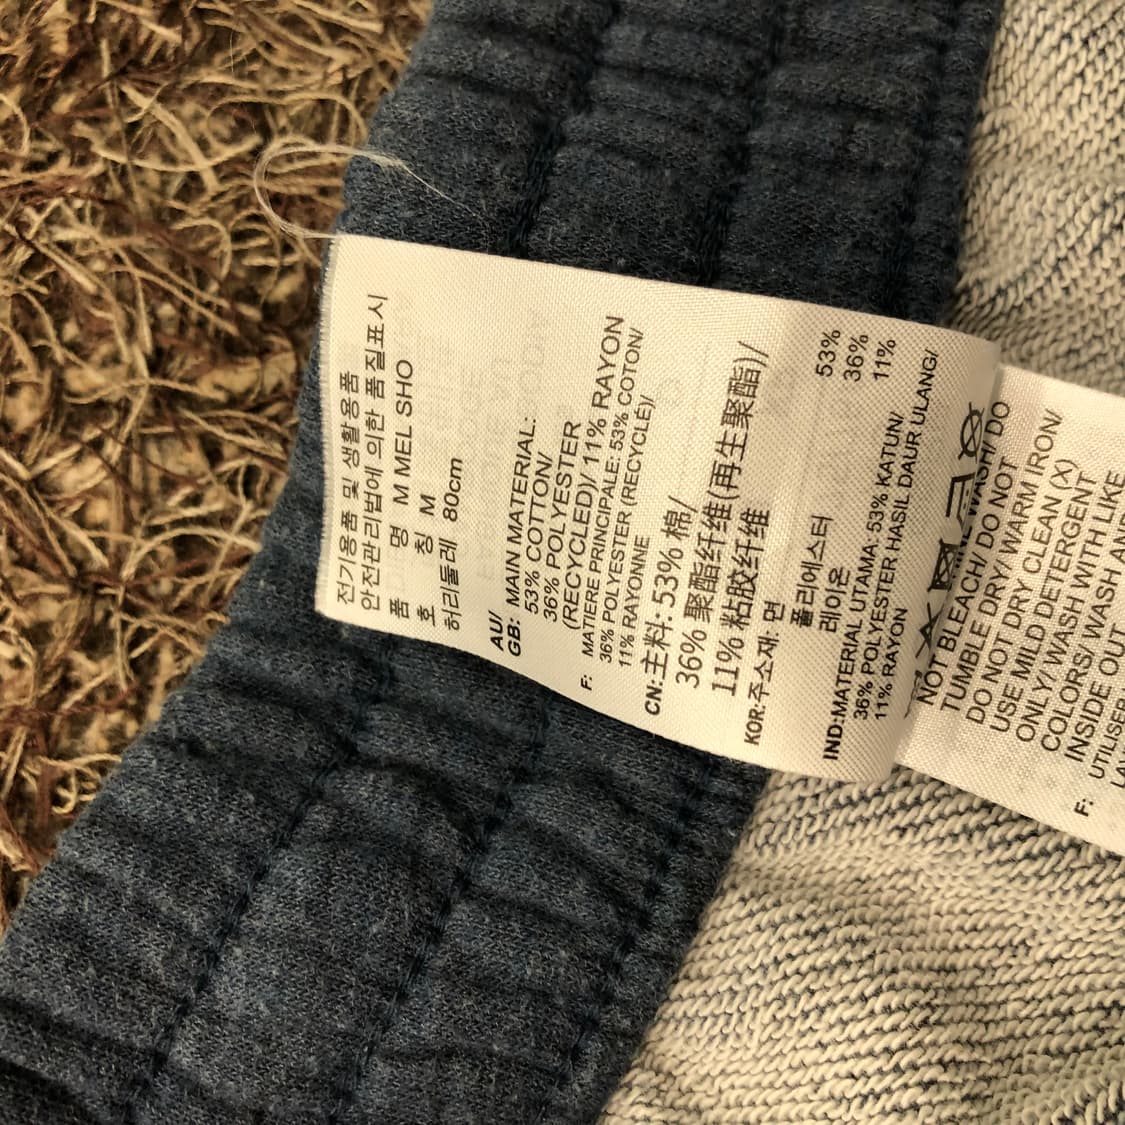 전기용품 및 생활용품
안전관리법에 의한 품질표시
품 명 M MEL SHO
호 칭 M
허리둘레 80cm
AU/
GB: MAIN MATERIAL:
53% COTTON/
36% POLYESTER
(RECYCLED)/ 11% RAYON
F: MATIERE PRINCIPALE: 53% COTON/
36% POLYESTER (RECYCLÉ)/
11% RAYONNE
CN:主料:53% 棉/
36% 聚酯纤维(再生聚酯)/
11% 粘胶纤维
KOR:주소재: 면 53%
폴리에스터 36%
레이온 11%
IND:MATERIAL UTAMA: 53% KATUN/
36% POLYESTER HASIL DAUR ULANG/
11% RAYON
WASH/ DO
NOT BLEACH/ DO NOT
TUMBLE DRY/ WARM IRON/
DO NOT DRY CLEAN (X)
USE MILD DETERGENT
ONLY/ WASH WITH LIKE
COLORS/ WASH AND
INSIDE OUT
F: UTILISER